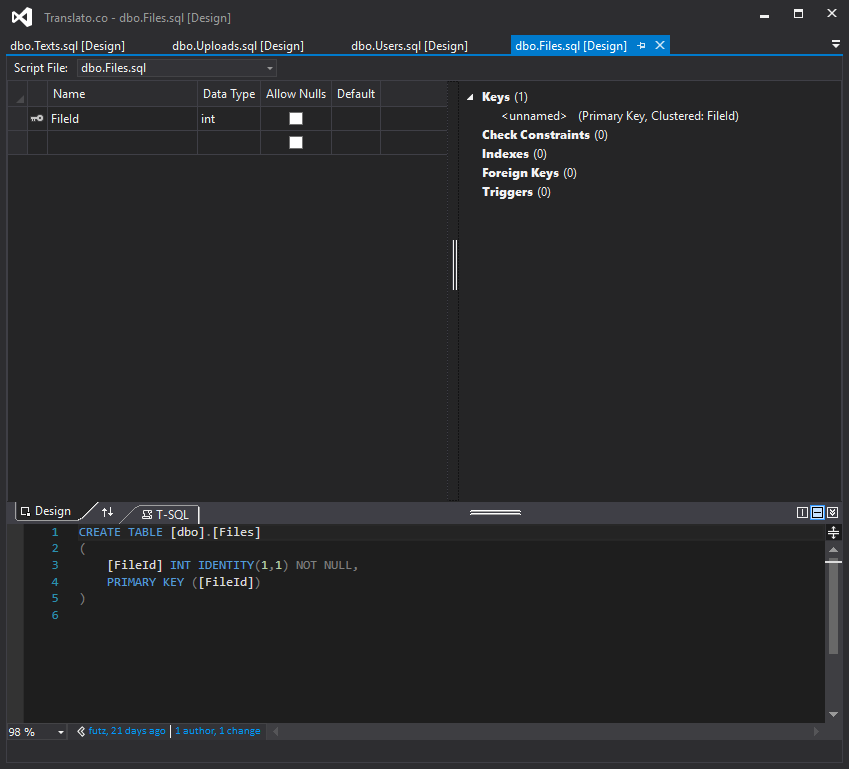 Translato.co - dbo.Files.sql [Design]
dbo.Texts.sql [Design] dbo.Uploads.sql [Design] dbo.Users.sql [Design] dbo.Files.sql [Design]
Script File: dbo.Files.sql
Name Data Type Allow Nulls Default
FileId int
Keys (1)
<unnamed> (Primary Key, Clustered: FileId)
Check Constraints (0)
Indexes (0)
Foreign Keys (0)
Triggers (0)
Design T-SQL
1 CREATE TABLE [dbo].[Files]
2 (
3 [FileId] INT IDENTITY(1,1) NOT NULL,
4 PRIMARY KEY ([FileId])
5 )
6
98 % futz, 21 days ago | 1 author, 1 change